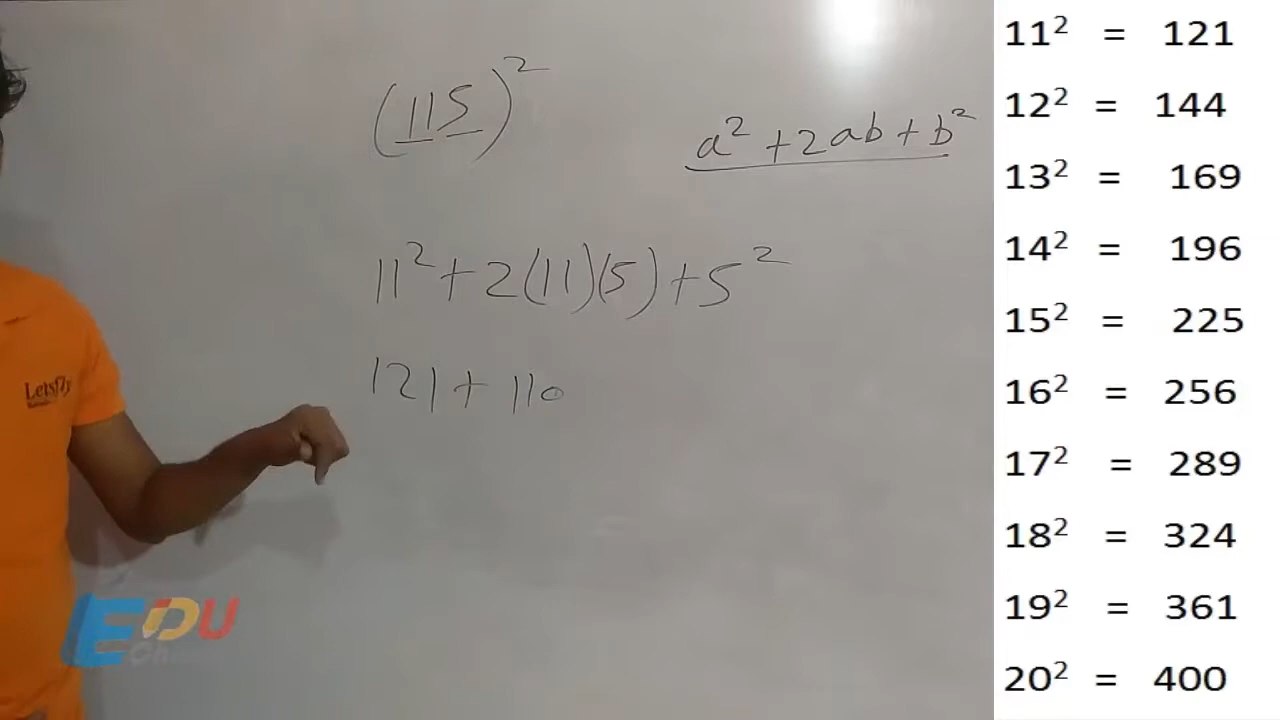 (115)²
a² + 2ab + b²
11² + 2(11)(5) + 5²
121 + 110
Letsfly
EDU
11² = 121
12² = 144
13² = 169
14² = 196
15² = 225
16² = 256
17² = 289
18² = 324
19² = 361
20² = 400